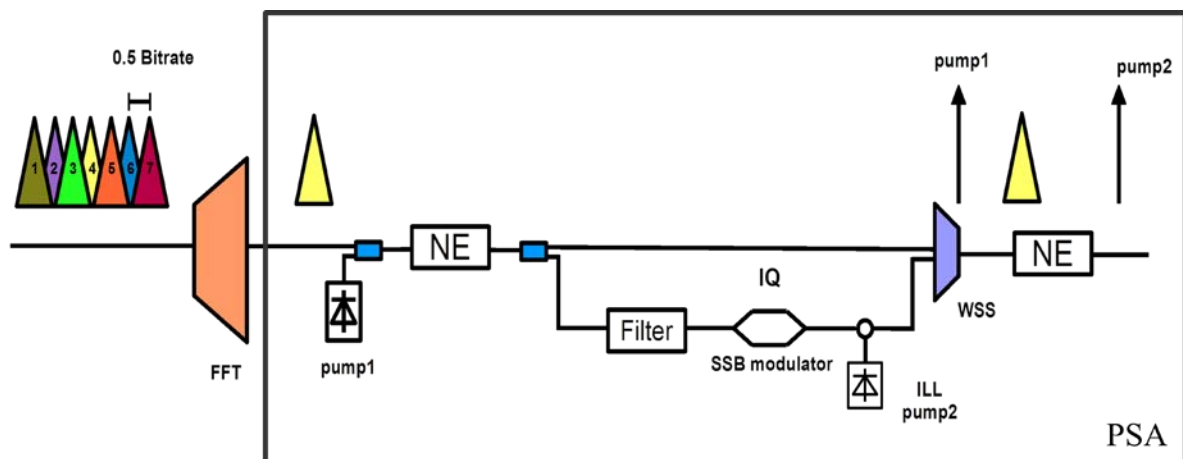 0.5 Bitrate
1 2 3 4 5 6 7
FFT
pump1
NE
Filter
IQ
SSB modulator
ILL
pump2
WSS
pump1
pump2
NE
PSA